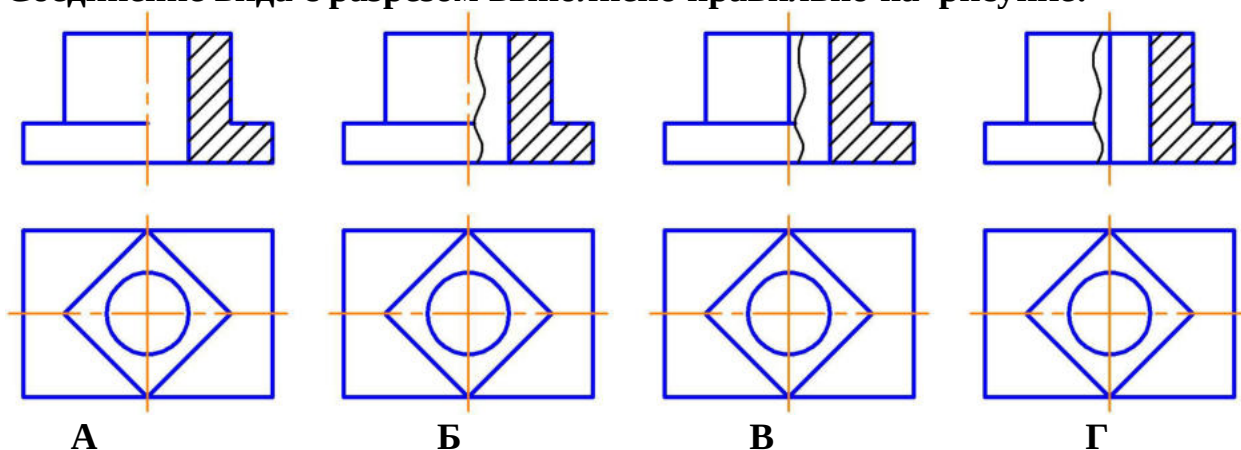 Соединение вида с разрезом выполнено правильно на рисунке:
А Б В Г